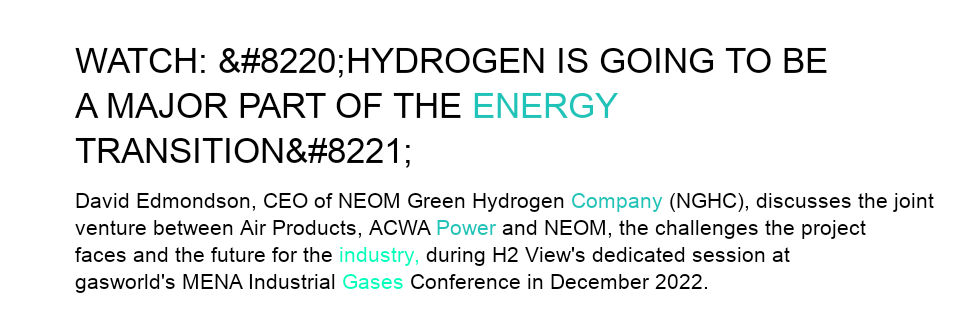 WATCH: &#8220;HYDROGEN IS GOING TO BE
A MAJOR PART OF THE ENERGY
TRANSITION&#8221;
David Edmondson, CEO of NEOM Green Hydrogen Company (NGHC), discusses the joint
venture between Air Products, ACWA Power and NEOM, the challenges the project
faces and the future for the industry, during H2 View's dedicated session at
gasworld's MENA Industrial Gases Conference in December 2022.